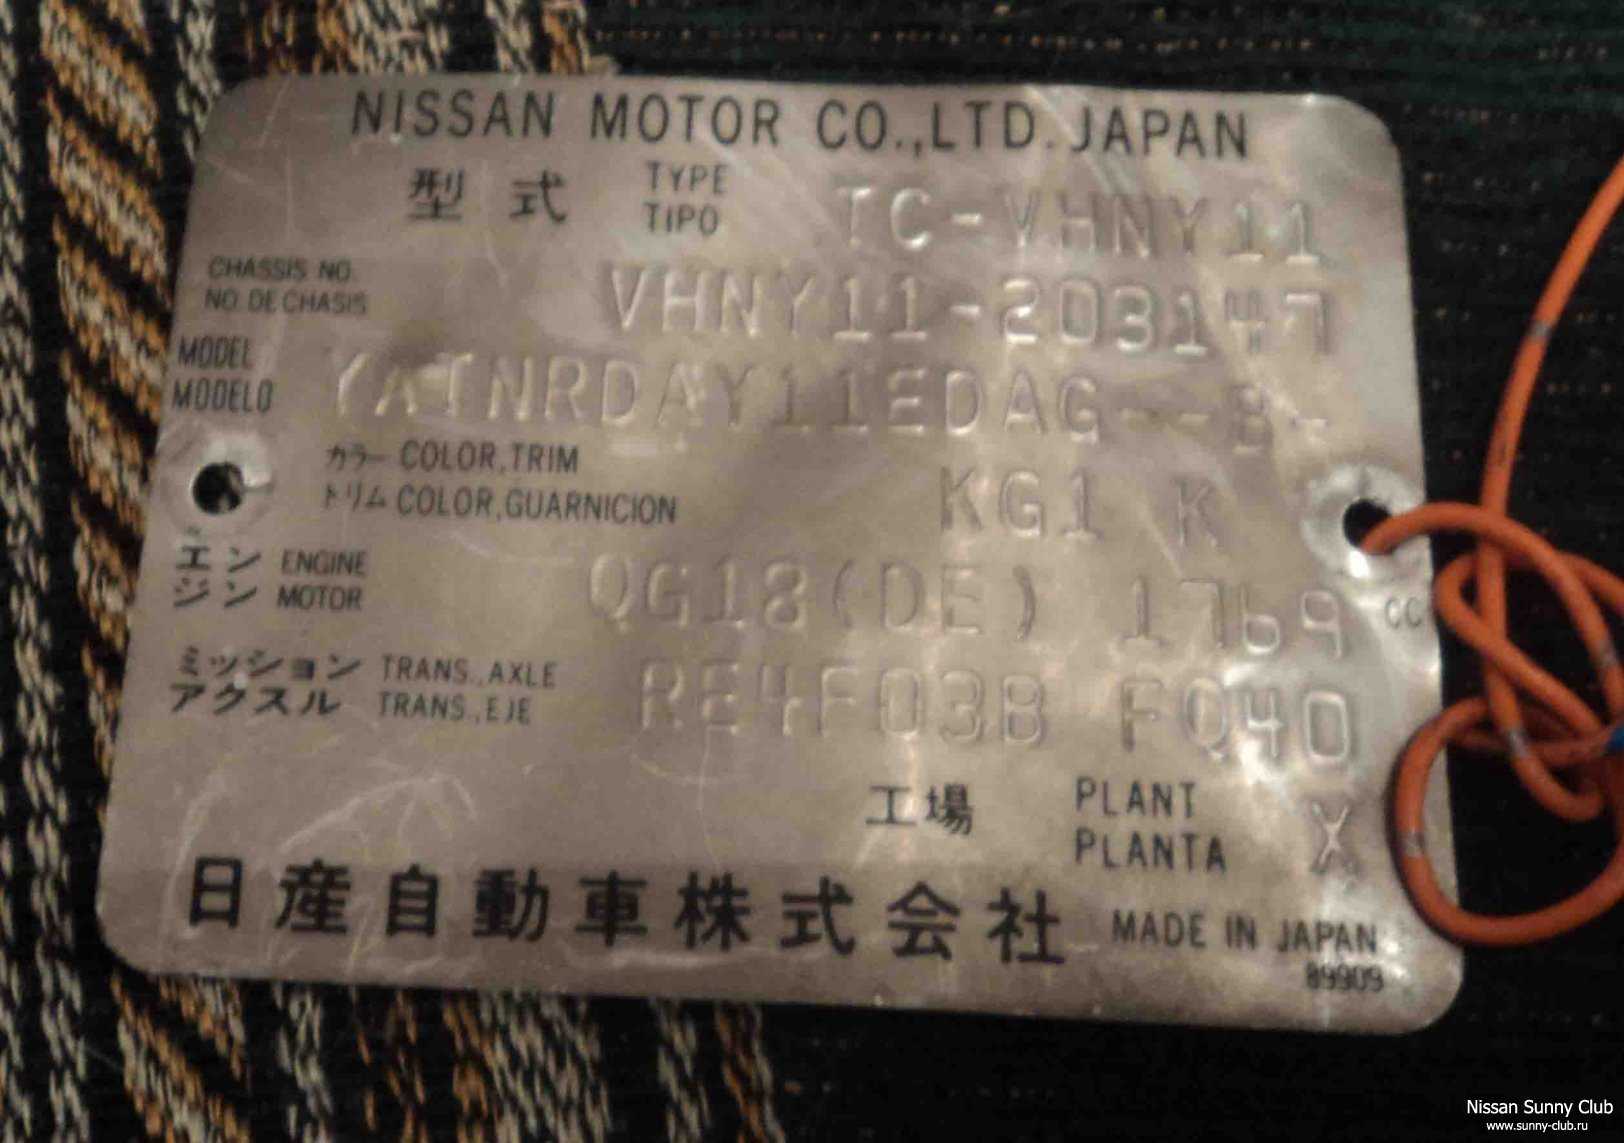 NISSAN MOTOR CO.,LTD. JAPAN
型式 TYPE TC-VHNY11
TIPO
CHASSIS NO. VHNY11-203147
NO. DE CHASIS
MODEL YAINRDAY11EDAG---B-
MODELO
カラー COLOR,TRIM KG1 K
トリム COLOR,GUARNICION
エン ENGINE QG18(DE) 1769 CC
ジン MOTOR
ミッション TRANS.,AXLE RE4F03B FQ40
アクスル TRANS.,EJE
工場 PLANT X
PLANTA
日産自動車株式会社 MADE IN JAPAN
89909
Nissan Sunny Club
www.sunny-club.ru